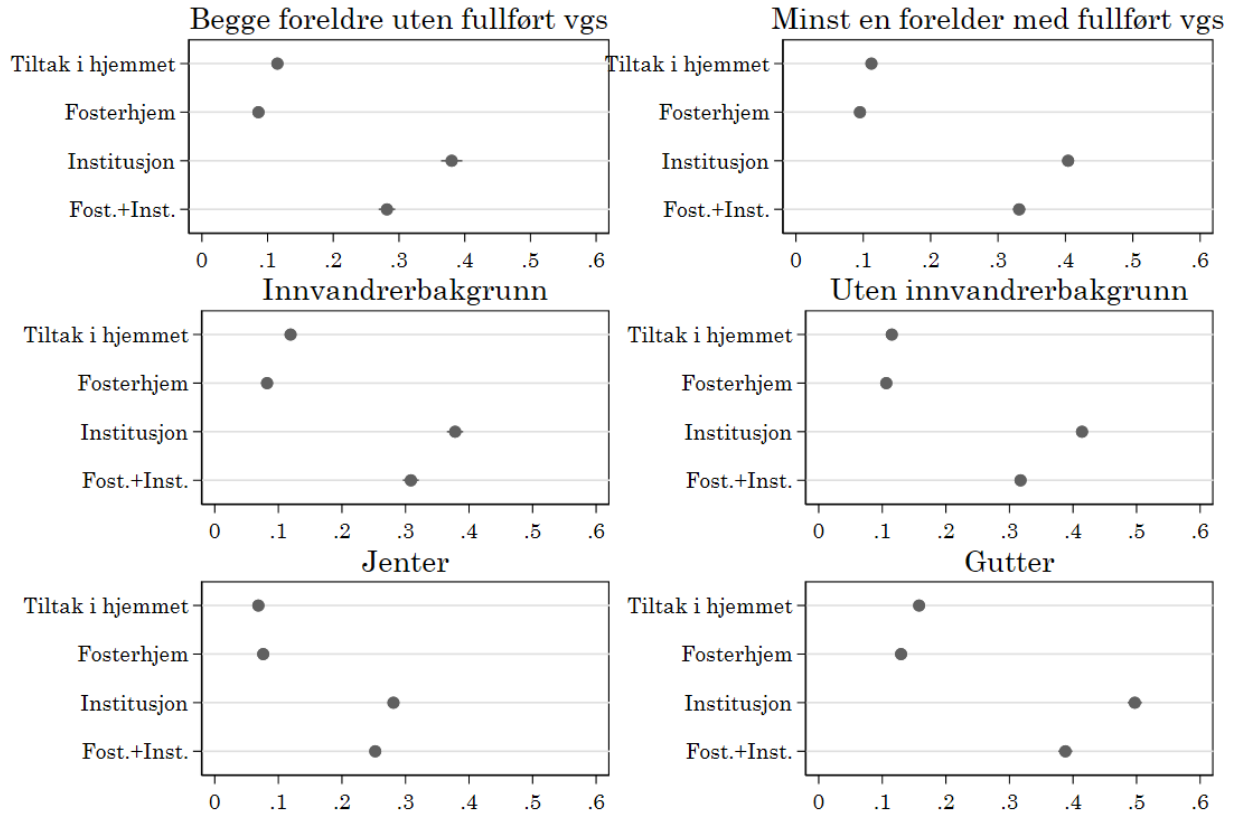 Begge foreldre uten fullført vgs
Tiltak i hjemmet
Fosterhjem
Institusjon
Fost.+Inst.
0 .1 .2 .3 .4 .5 .6
Minst en forelder med fullført vgs
Tiltak i hjemmet
Fosterhjem
Institusjon
Fost.+Inst.
0 .1 .2 .3 .4 .5 .6
Innvandrerbakgrunn
Tiltak i hjemmet
Fosterhjem
Institusjon
Fost.+Inst.
0 .1 .2 .3 .4 .5 .6
Uten innvandrerbakgrunn
Tiltak i hjemmet
Fosterhjem
Institusjon
Fost.+Inst.
0 .1 .2 .3 .4 .5 .6
Jenter
Tiltak i hjemmet
Fosterhjem
Institusjon
Fost.+Inst.
0 .1 .2 .3 .4 .5 .6
Gutter
Tiltak i hjemmet
Fosterhjem
Institusjon
Fost.+Inst.
0 .1 .2 .3 .4 .5 .6